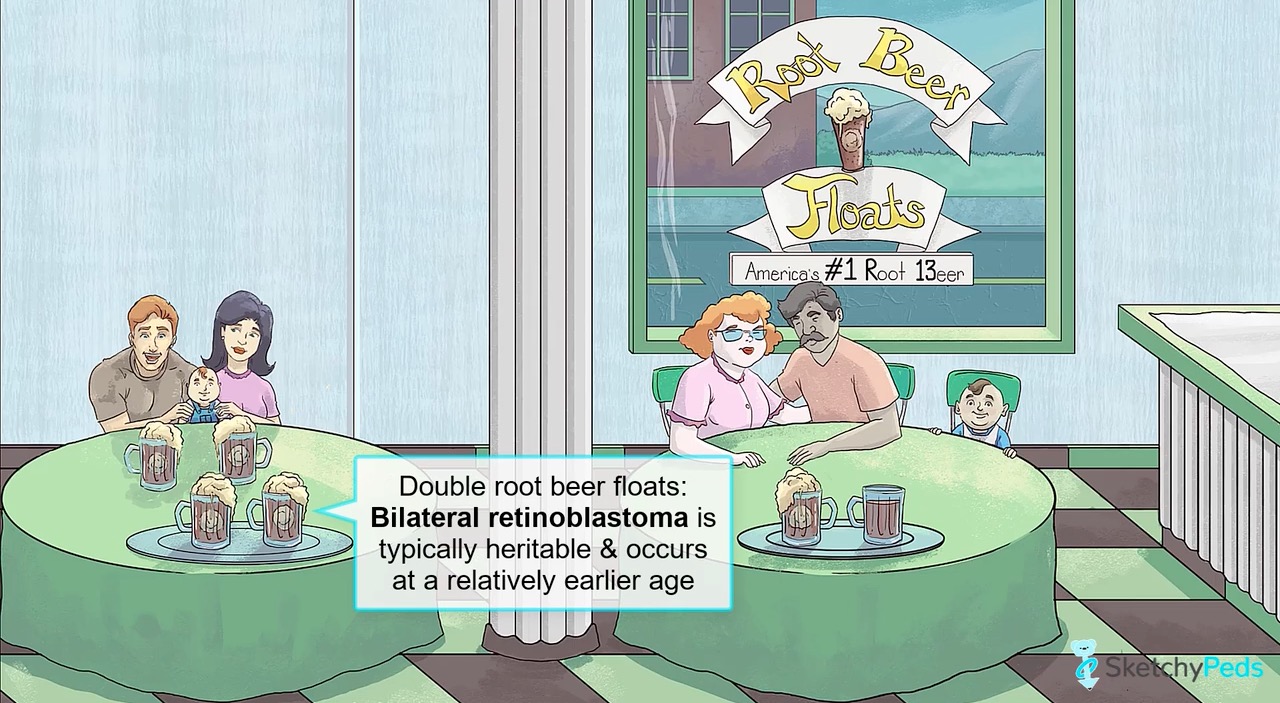 Root Beer
Floats
America's #1 Root 13eer
Double root beer floats:
Bilateral retinoblastoma is
typically heritable & occurs
at a relatively earlier age
SketchyPeds